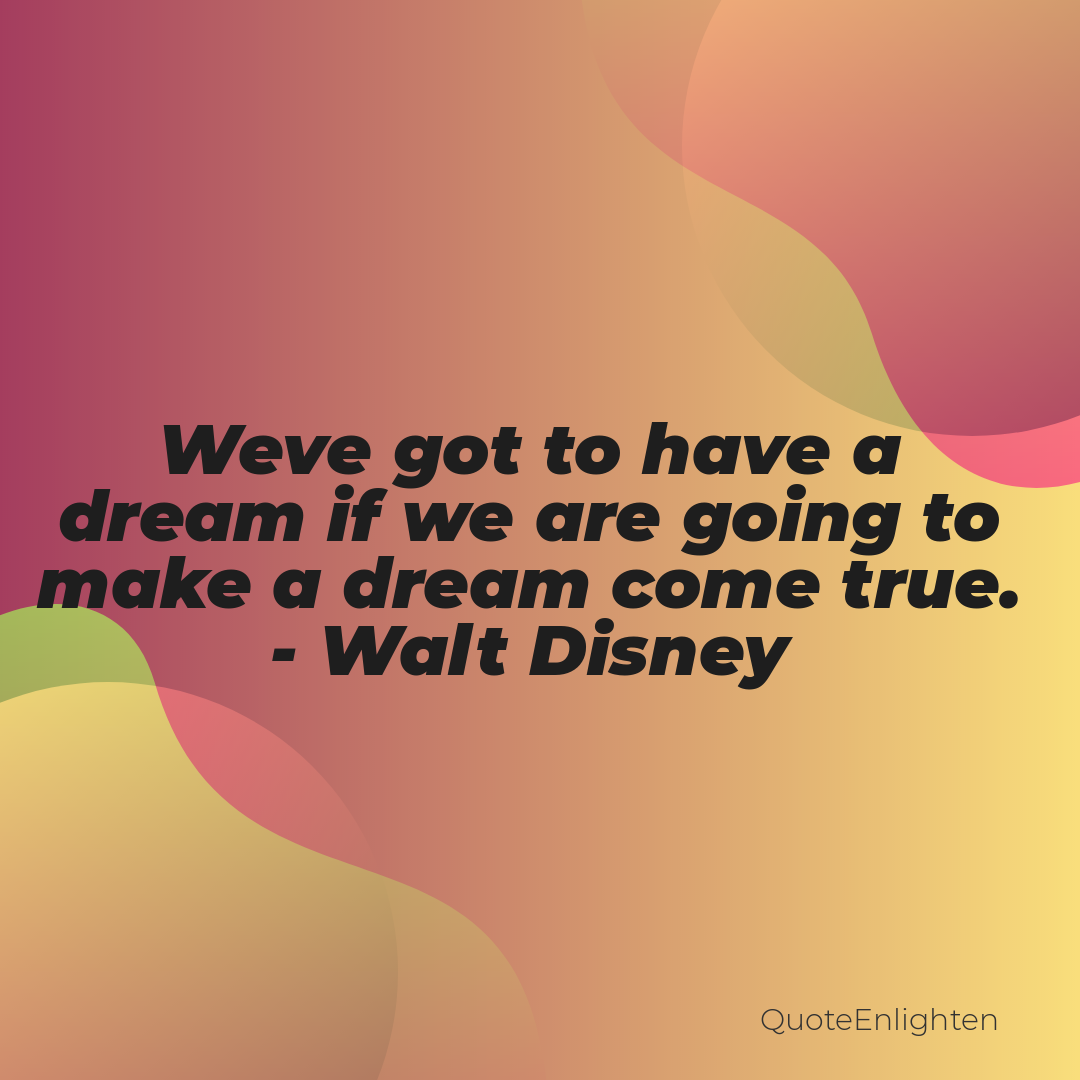 Weve got to have a
dream if we are going to
make a dream come true.
- Walt Disney
QuoteEnlighten